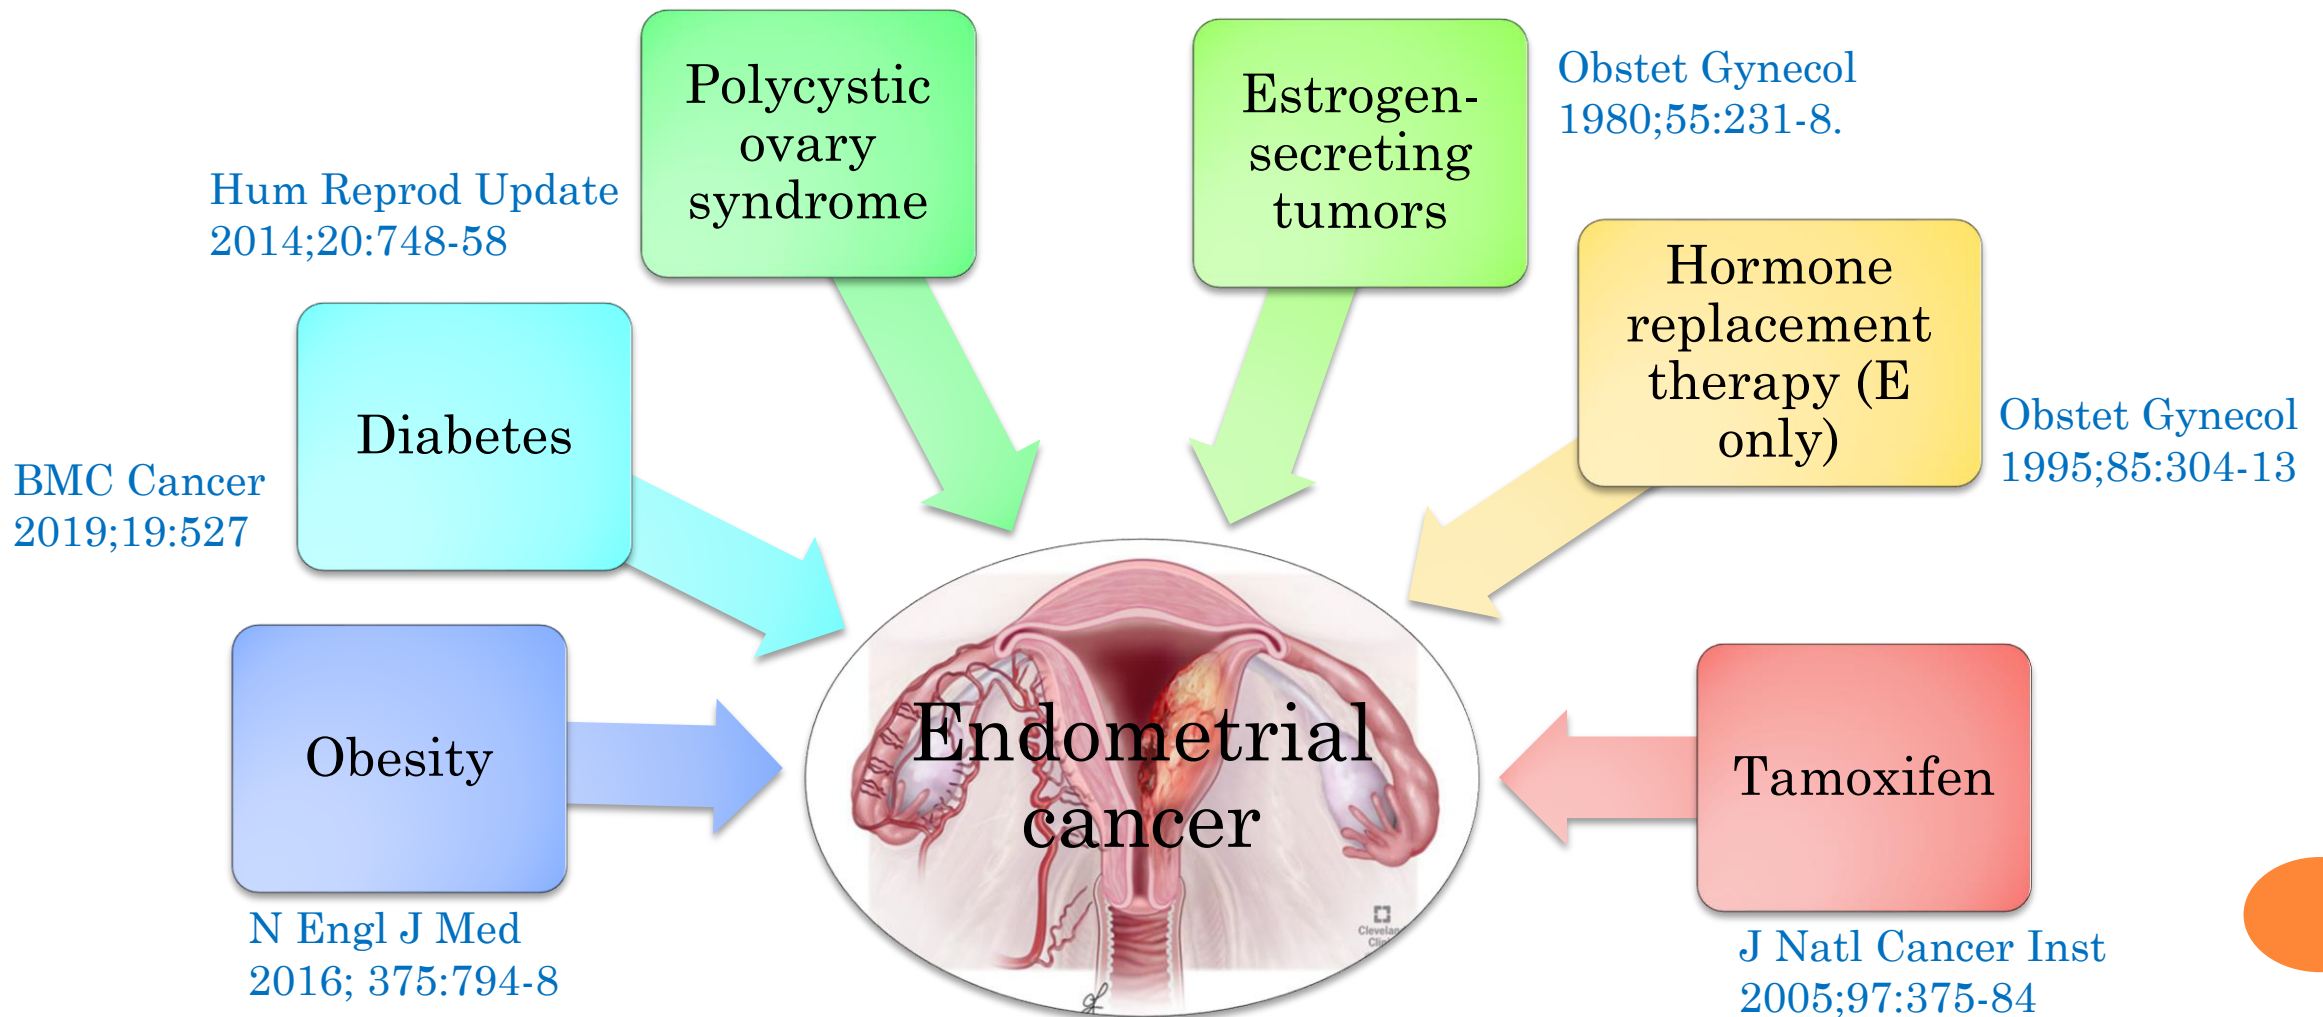 Polycystic
ovary
syndrome
Estrogen-
secreting
tumors
Obstet Gynecol
1980;55:231-8.
Hum Reprod Update
2014;20:748-58
Hormone
replacement
therapy (E
only)
Obstet Gynecol
1995;85:304-13
Diabetes
BMC Cancer
2019;19:527
Obesity
N Engl J Med
2016; 375:794-8
Endometrial
cancer
Tamoxifen
J Natl Cancer Inst
2005;97:375-84